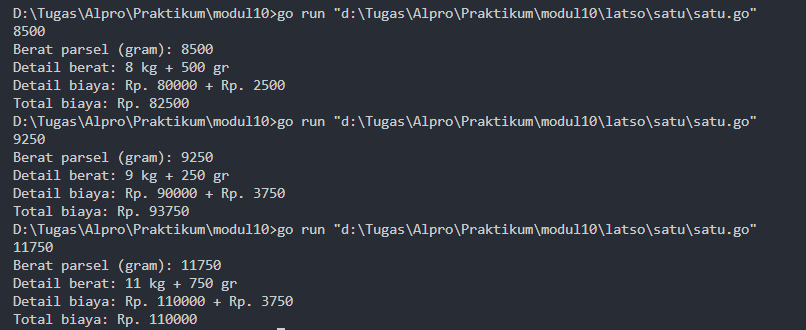 D:\Tugas\Alpro\Praktikum\modul10>go run "d:\Tugas\Alpro\Praktikum\modul10\latso\satu\satu.go"
8500
Berat parsel (gram): 8500
Detail berat: 8 kg + 500 gr
Detail biaya: Rp. 80000 + Rp. 2500
Total biaya: Rp. 82500
D:\Tugas\Alpro\Praktikum\modul10>go run "d:\Tugas\Alpro\Praktikum\modul10\latso\satu\satu.go"
9250
Berat parsel (gram): 9250
Detail berat: 9 kg + 250 gr
Detail biaya: Rp. 90000 + Rp. 3750
Total biaya: Rp. 93750
D:\Tugas\Alpro\Praktikum\modul10>go run "d:\Tugas\Alpro\Praktikum\modul10\latso\satu\satu.go"
11750
Berat parsel (gram): 11750
Detail berat: 11 kg + 750 gr
Detail biaya: Rp. 110000 + Rp. 3750
Total biaya: Rp. 110000